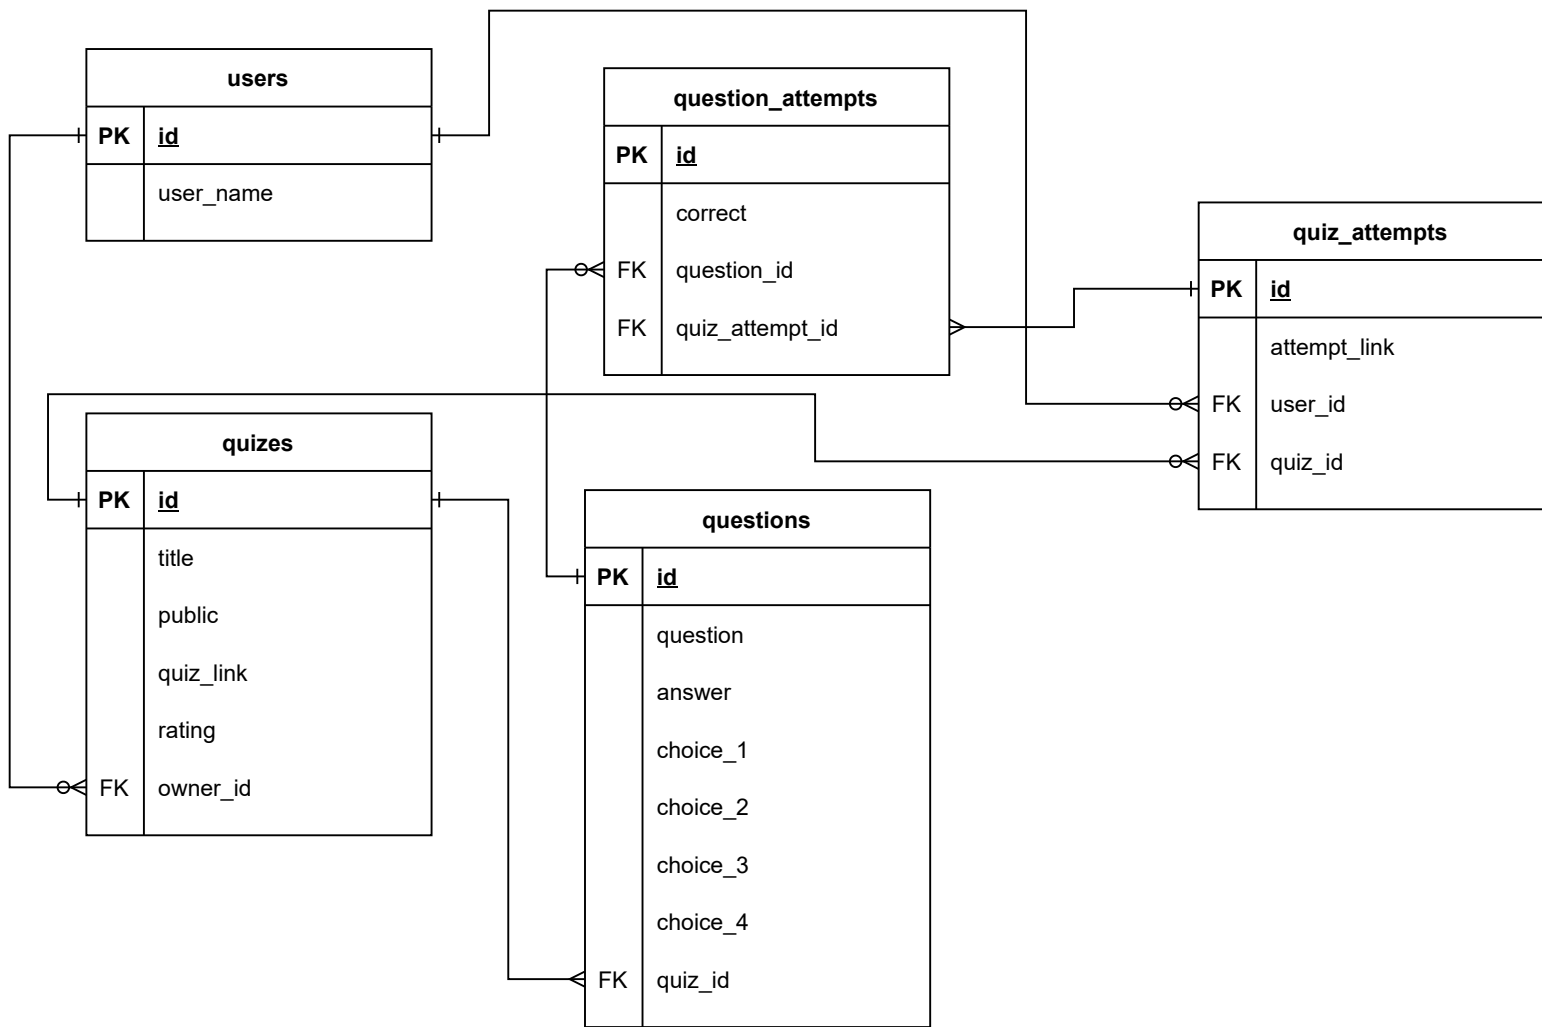 users
PK id
user_name
question_attempts
PK id
correct
FK question_id
FK quiz_attempt_id
quiz_attempts
PK id
attempt_link
FK user_id
FK quiz_id
quizes
PK id
title
public
quiz_link
rating
FK owner_id
questions
PK id
question
answer
choice_1
choice_2
choice_3
choice_4
FK quiz_id